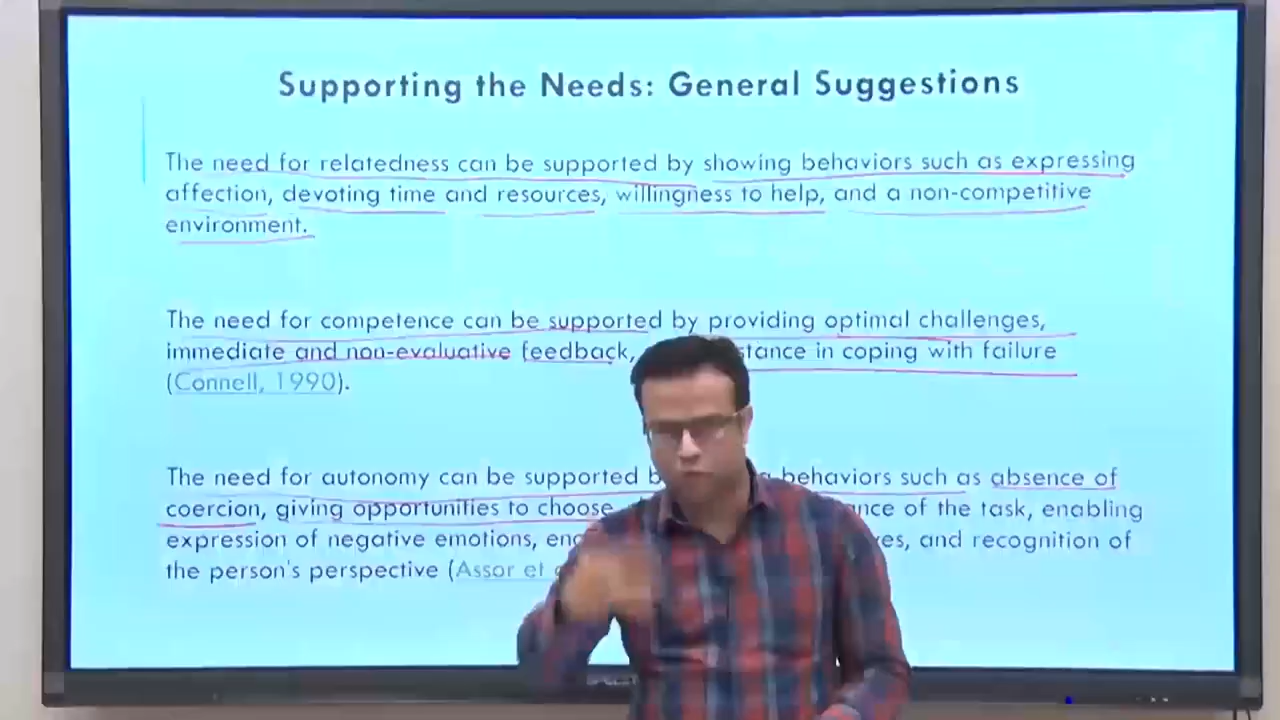 Supporting the Needs: General Suggestions
The need for relatedness can be supported by showing behaviors such as expressing
affection, devoting time and resources, willingness to help, and a non-competitive
environment.
The need for competence can be supported by providing optimal challenges,
immediate and non-evaluative feedback, in coping with failure
(Connell, 1990).
The need for autonomy can be supported behaviors such as absence of
coercion, giving opportunities to choose of the task, enabling
expression of negative emotions, and recognition of
the person's perspective (Assor et